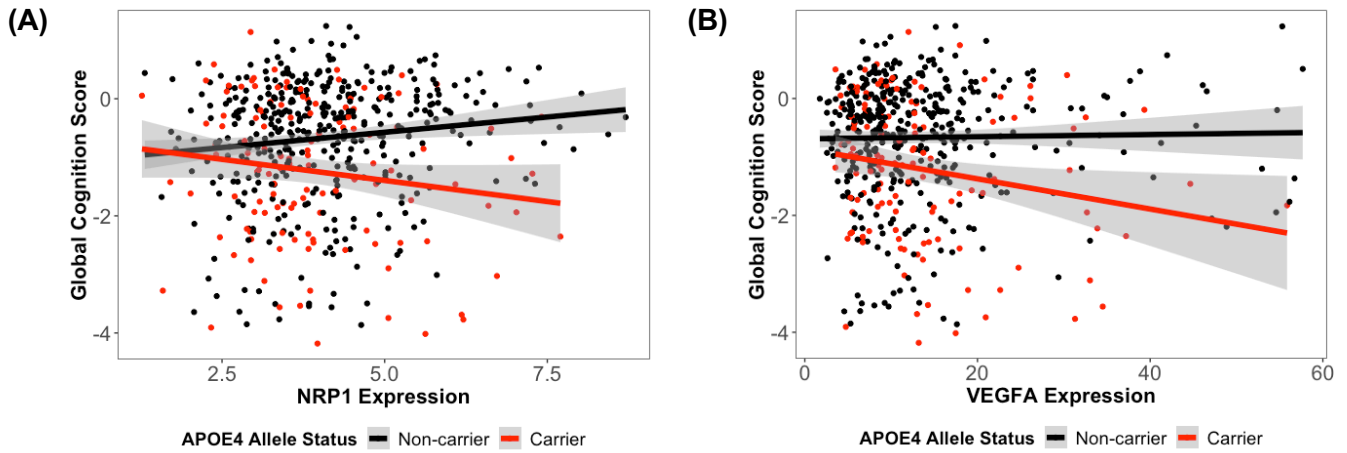 (A)
Global Cognition Score
0
-2
-4
2.5 5.0 7.5
NRP1 Expression
APOE4 Allele Status Non-carrier Carrier
(B)
Global Cognition Score
0
-2
-4
0 20 40 60
VEGFA Expression
APOE4 Allele Status Non-carrier Carrier